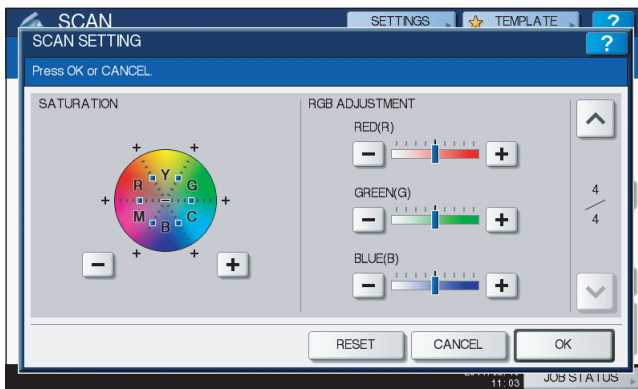 SCAN
SETTINGS
TEMPLATE
?
SCAN SETTING
?
Press OK or CANCEL.
SATURATION
+ +
Y
R G
+ − +
M C
B
+ +
− +
RGB ADJUSTMENT
RED(R)
− +
GREEN(G)
− +
BLUE(B)
− +
4
4
RESET
CANCEL
OK
11:03
JOB STATUS